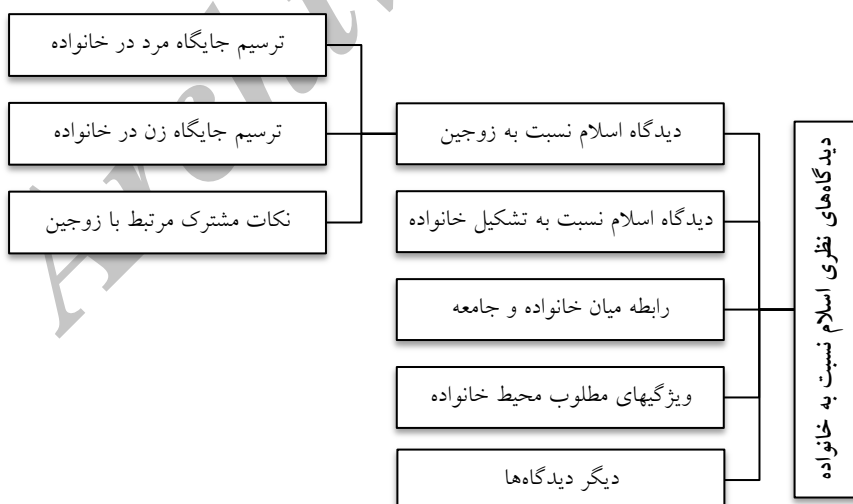 دیدگاه‌های نظری اسلام نسبت به خانواده
دیدگاه اسلام نسبت به زوجین
ترسیم جایگاه مرد در خانواده
ترسیم جایگاه زن در خانواده
نکات مشترک مرتبط با زوجین
دیدگاه اسلام نسبت به تشکیل خانواده
رابطه میان خانواده و جامعه
ویژگیهای مطلوب محیط خانواده
دیگر دیدگاه‌ها